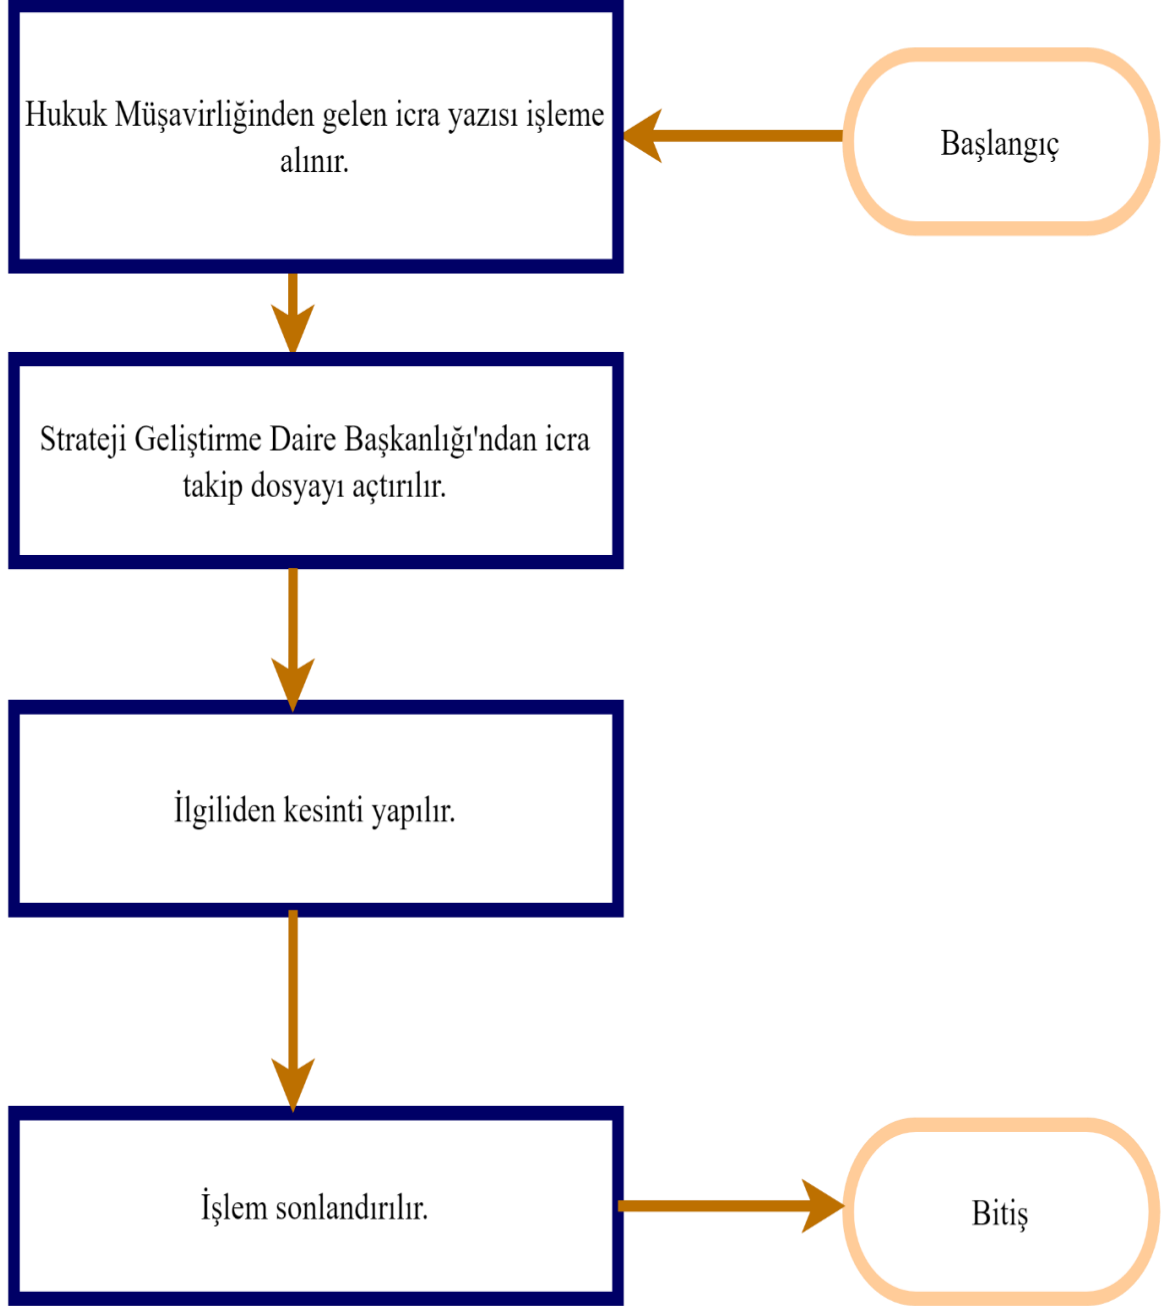 Başlangıç
Hukuk Müşavirliğinden gelen icra yazısı işleme
alınır.
Strateji Geliştirme Daire Başkanlığı'ndan icra
takip dosyayı açtırılır.
İlgiliden kesinti yapılır.
İşlem sonlandırılır.
Bitiş